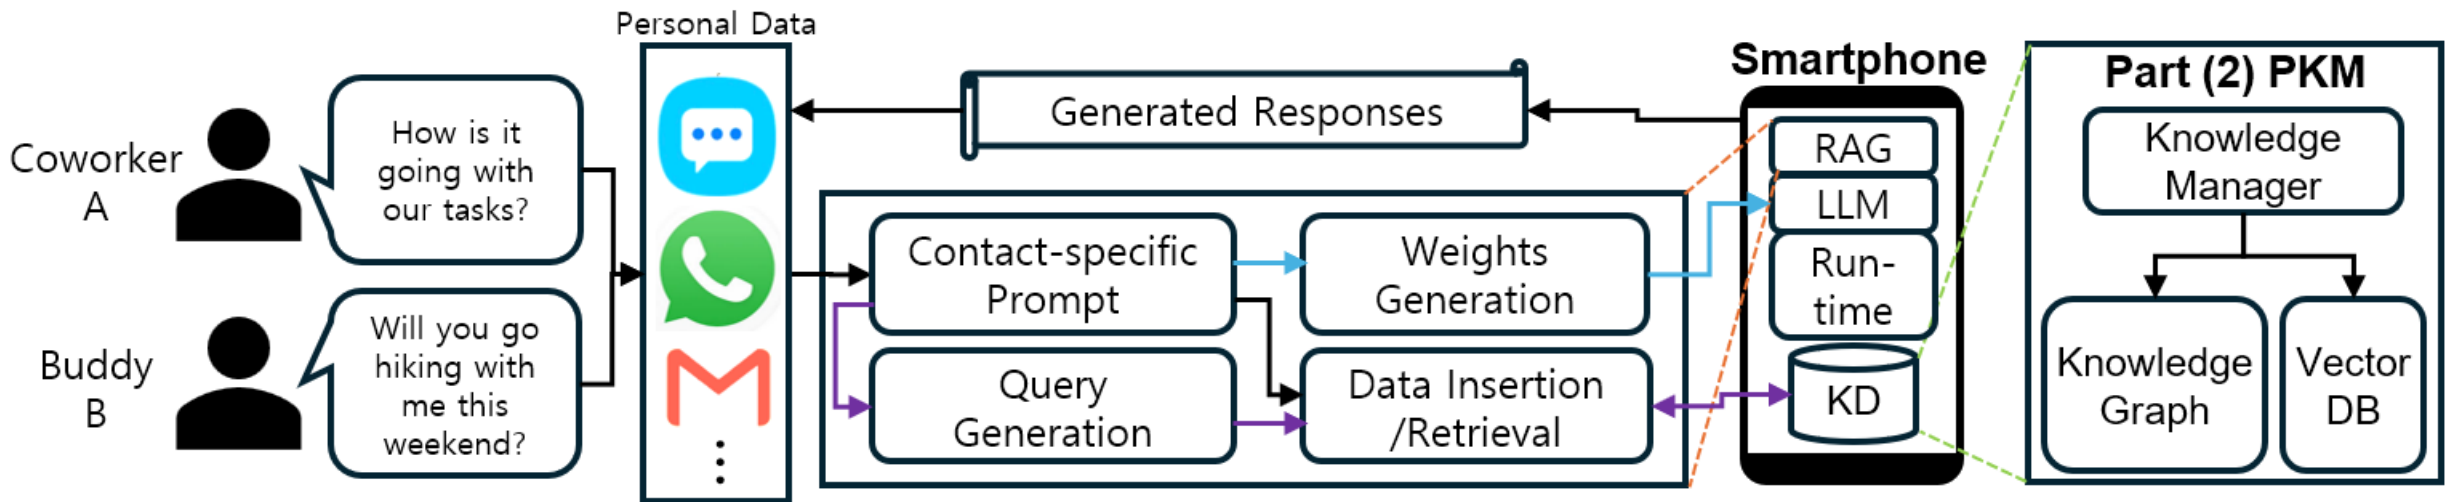 Personal Data
Coworker
A
How is it
going with
our tasks?
Buddy
B
Will you go
hiking with
me this
weekend?
Generated Responses
Contact-specific
Prompt
Weights
Generation
Query
Generation
Data Insertion
/Retrieval
Smartphone
RAG
LLM
Run-
time
KD
Part (2) PKM
Knowledge
Manager
Knowledge
Graph
Vector
DB